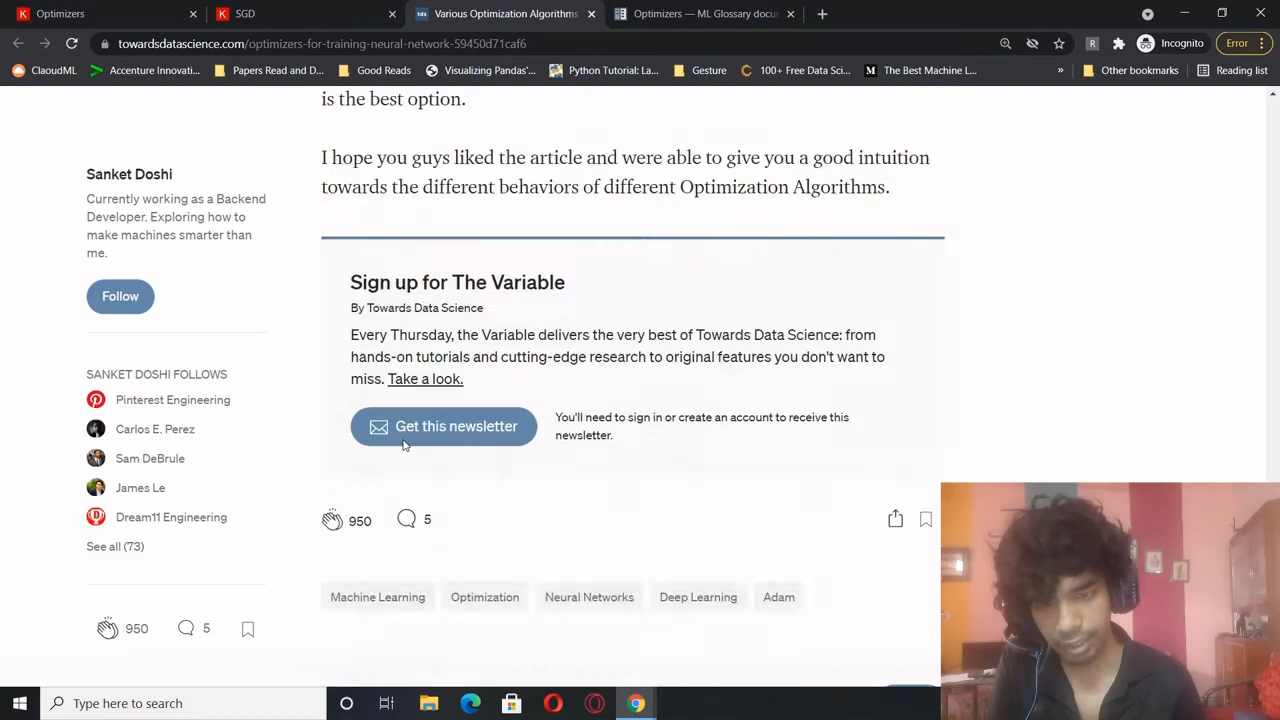 Optimizers
SGD
tds
Various Optimization Algorithms
Optimizers — ML Glossary docu
towardsdatascience.com/optimizers-for-training-neural-network-59450d71caf6
R
Incognito
Error
ClaoudML
Accenture Innovati...
Papers Read and D...
Good Reads
Visualizing Pandas'...
Python Tutorial: La...
Gesture
100+ Free Data Sci...
The Best Machine L...
»
Other bookmarks
Reading list
is the best option.
I hope you guys liked the article and were able to give you a good intuition
towards the different behaviors of different Optimization Algorithms.
Sanket Doshi
Currently working as a Backend
Developer. Exploring how to
make machines smarter than
me.
Follow
SANKET DOSHI FOLLOWS
Pinterest Engineering
Carlos E. Perez
Sam DeBrule
James Le
Dream11 Engineering
See all (73)
950
5
Sign up for The Variable
By Towards Data Science
Every Thursday, the Variable delivers the very best of Towards Data Science: from
hands-on tutorials and cutting-edge research to original features you don't want to
miss. Take a look.
Get this newsletter
You'll need to sign in or create an account to receive this
newsletter.
950
5
Machine Learning
Optimization
Neural Networks
Deep Learning
Adam
Type here to search